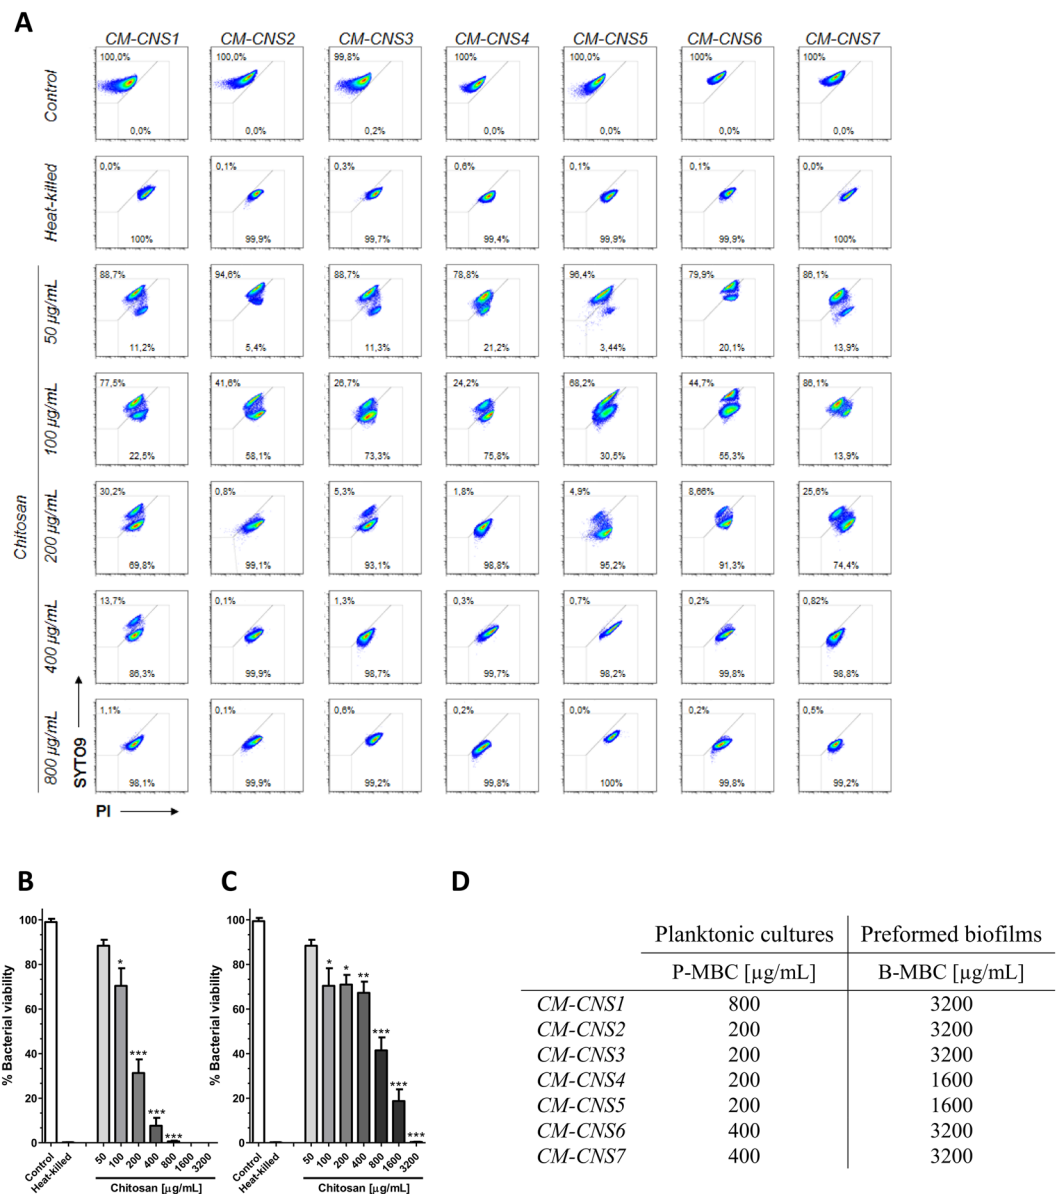 A
CM-CNS1 CM-CNS2 CM-CNS3 CM-CNS4 CM-CNS5 CM-CNS6 CM-CNS7
Control
100,0% 100,0% 99,8% 100% 100,0% 100% 100%
0,0% 0,0% 0,2% 0,0% 0,0% 0,0% 0,0%
Heat-killed
0,0% 0,1% 0,3% 0,6% 0,1% 0,1% 0,0%
100% 99,9% 99,7% 99,4% 99,9% 99,9% 100%
Chitosan
50 µg/mL
88,7% 94,6% 88,7% 78,8% 96,4% 79,9% 86,1%
11,2% 5,4% 11,3% 21,2% 3,44% 20,1% 13,9%
100 µg/mL
77,5% 41,6% 26,7% 24,2% 68,2% 44,7% 86,1%
22,5% 58,1% 73,3% 75,8% 30,5% 55,3% 13,9%
200 µg/mL
30,2% 0,8% 5,3% 1,8% 4,9% 8,66% 25,6%
69,8% 99,1% 93,1% 98,8% 95,2% 91,3% 74,4%
400 µg/mL
13,7% 0,1% 1,3% 0,3% 0,7% 0,2% 0,82%
86,3% 99,9% 98,7% 99,7% 98,2% 99,8% 98,8%
800 µg/mL
1,1% 0,1% 0,6% 0,2% 0,0% 0,2% 0,5%
98,1% 99,9% 99,2% 99,8% 100% 99,8% 99,2%
SYTO9
PI
B
% Bacterial viability
100
80
60
40
20
0
* *** *** ***
Control Heat-killed 50 100 200 400 800 1600 3200
Chitosan [µg/mL]
C
% Bacterial viability
100
80
60
40
20
0
* * ** *** *** ***
Control Heat-killed 50 100 200 400 800 1600 3200
Chitosan [µg/mL]
D
Planktonic cultures Preformed biofilms
P-MBC [µg/mL] B-MBC [µg/mL]
CM-CNS1 800 3200
CM-CNS2 200 3200
CM-CNS3 200 3200
CM-CNS4 200 1600
CM-CNS5 200 1600
CM-CNS6 400 3200
CM-CNS7 400 3200